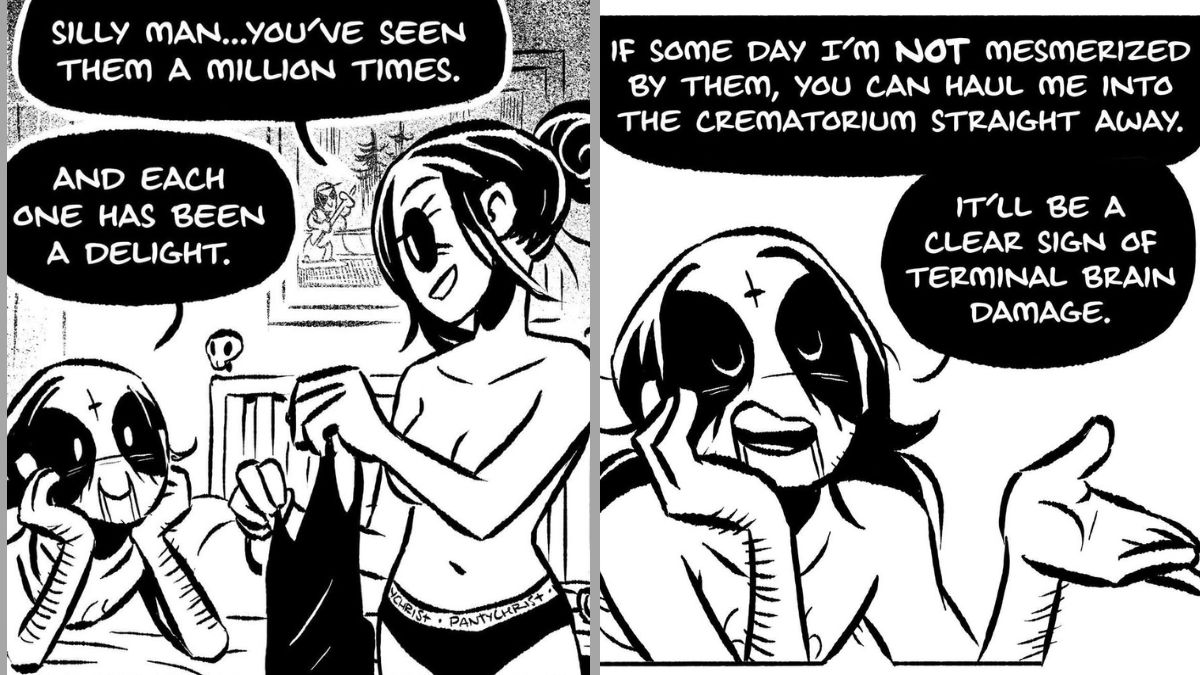 SILLY MAN...YOU'VE SEEN
THEM A MILLION TIMES.
AND EACH
ONE HAS BEEN
A DELIGHT.
YCHRIST · PANTYCHRIST ·
IF SOME DAY I'M NOT MESMERIZED
BY THEM, YOU CAN HAUL ME INTO
THE CREMATORIUM STRAIGHT AWAY.
IT'LL BE A
CLEAR SIGN OF
TERMINAL BRAIN
DAMAGE.